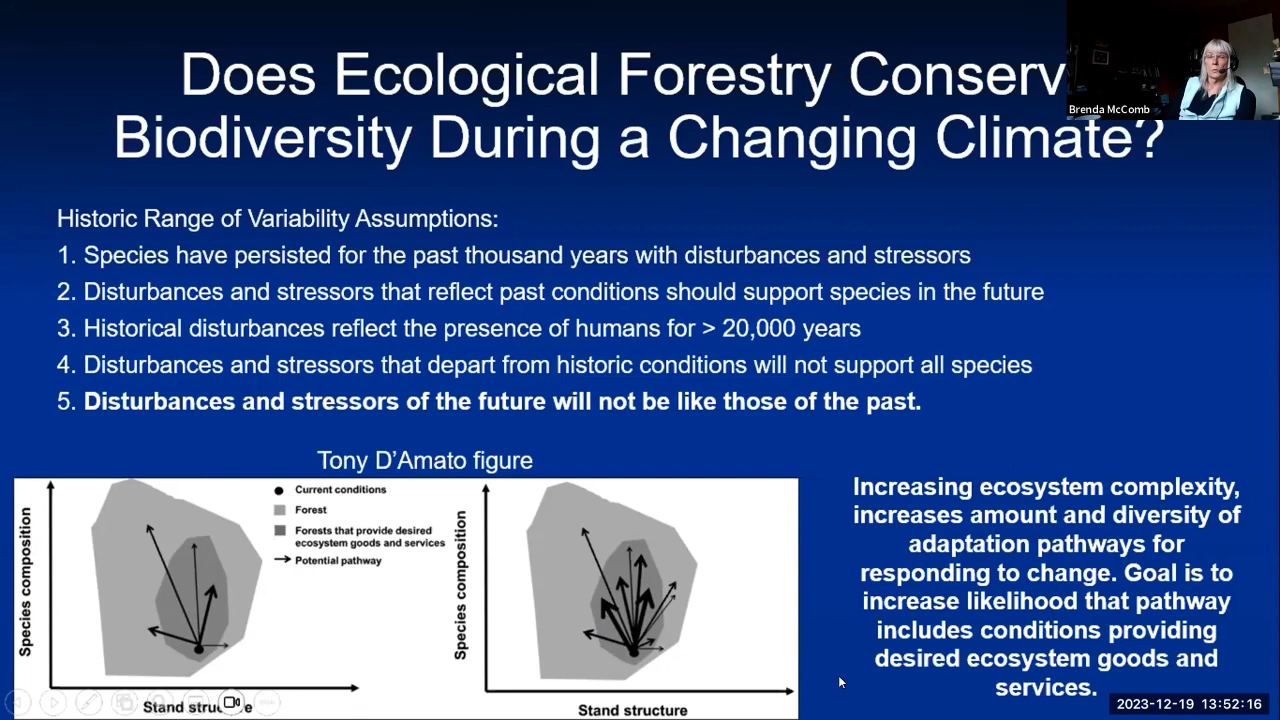 Does Ecological Forestry Conserv
Biodiversity During a Changing Climate?
Brenda McComb
Historic Range of Variability Assumptions:
1. Species have persisted for the past thousand years with disturbances and stressors
2. Disturbances and stressors that reflect past conditions should support species in the future
3. Historical disturbances reflect the presence of humans for > 20,000 years
4. Disturbances and stressors that depart from historic conditions will not support all species
5. Disturbances and stressors of the future will not be like those of the past.
Tony D'Amato figure
Species composition
Current conditions
Forest
Forests that provide desired
ecosystem goods and services
Potential pathway
Stand structure
Species composition
Stand structure
Increasing ecosystem complexity,
increases amount and diversity of
adaptation pathways for
responding to change. Goal is to
increase likelihood that pathway
includes conditions providing
desired ecosystem goods and
services.
2023-12-19 13:52:16